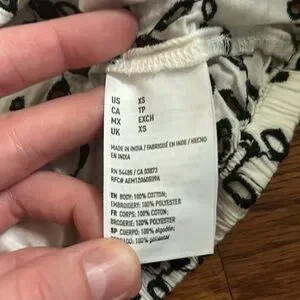 US XS
CA TP
MX EXCH
UK XS
MADE IN INDIA / FABRIQUÉ EN INDE / HECHO
EN INDIA
RN 54485 / CA 03873
EN BODY: 100% COTTON;
EMBROIDERY: 100% POLYESTER
FR CORPS: 100% COTON;
BRODERIE: 100% POLYESTER
SP CUERPO: 100% algodón;
100% poliéster